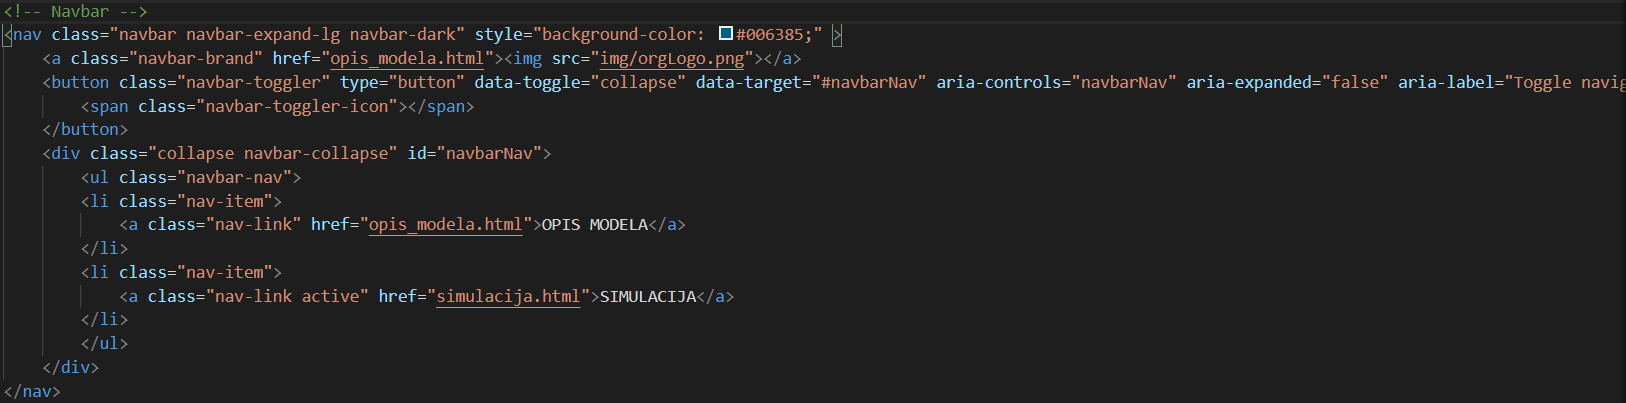 <!-- Navbar -->
<nav class="navbar navbar-expand-lg navbar-dark" style="background-color: #006385;" >
<a class="navbar-brand" href="opis_modela.html"><img src="img/orgLogo.png"></a>
<button class="navbar-toggler" type="button" data-toggle="collapse" data-target="#navbarNav" aria-controls="navbarNav" aria-expanded="false" aria-label="Toggle navig
<span class="navbar-toggler-icon"></span>
</button>
<div class="collapse navbar-collapse" id="navbarNav">
<ul class="navbar-nav">
<li class="nav-item">
<a class="nav-link" href="opis_modela.html">OPIS MODELA</a>
</li>
<li class="nav-item">
<a class="nav-link active" href="simulacija.html">SIMULACIJA</a>
</li>
</ul>
</div>
</nav>